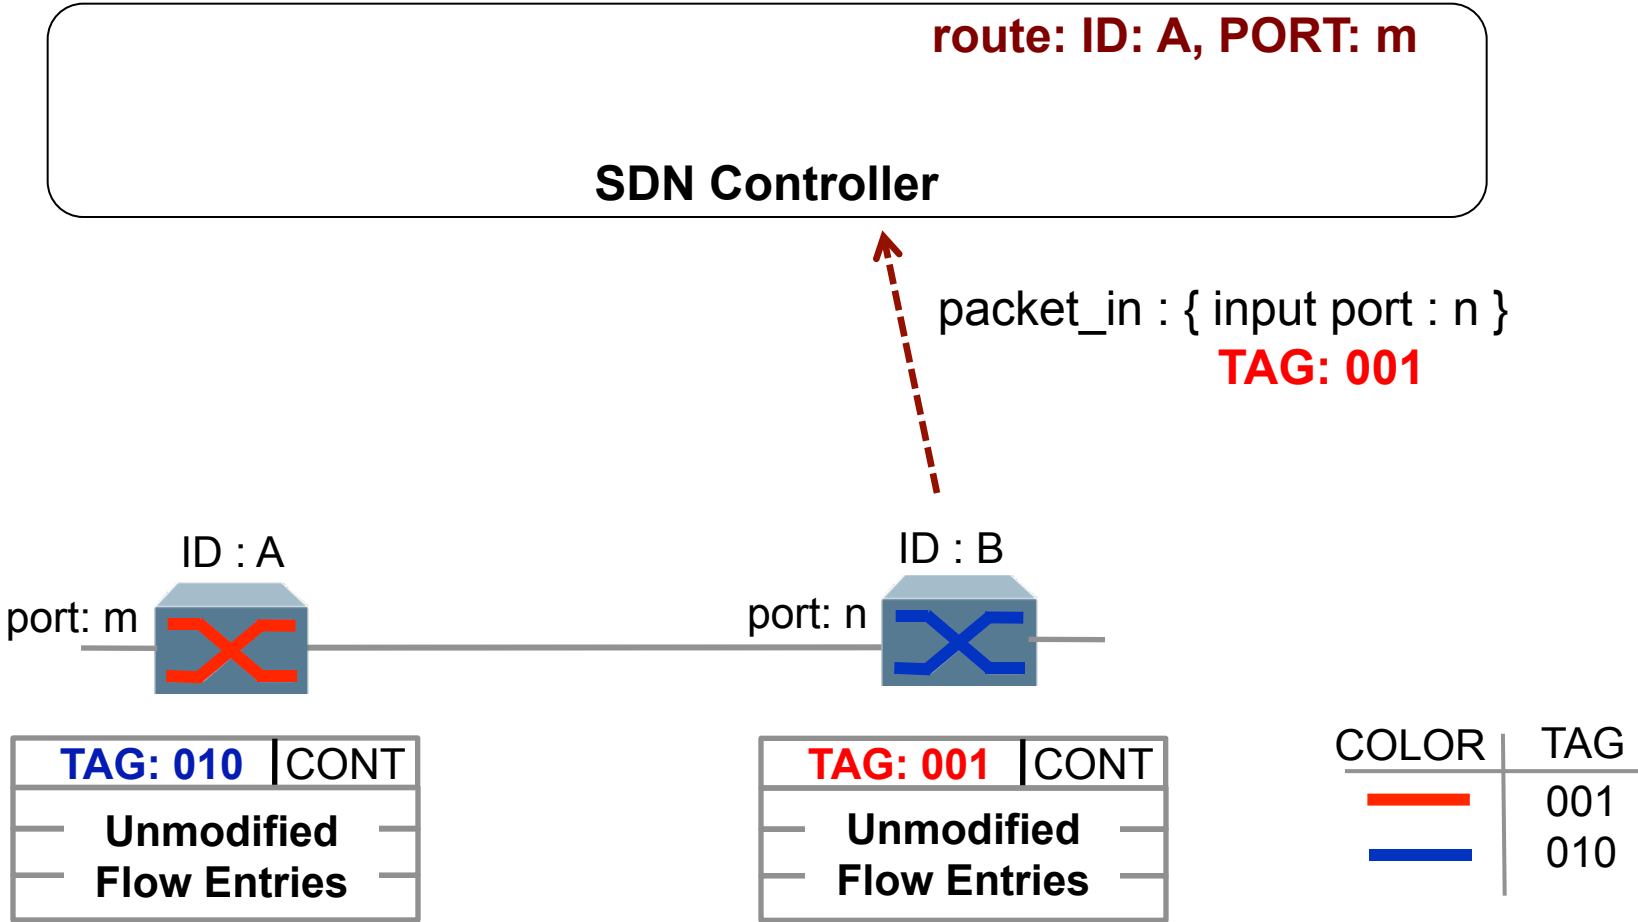 route: ID: A, PORT: m
SDN Controller
packet_in : { input port : n }
TAG: 001
ID : A
ID : B
port: m
port: n
TAG: 010 | CONT
Unmodified
Flow Entries
TAG: 001 | CONT
Unmodified
Flow Entries
COLOR TAG
001
010